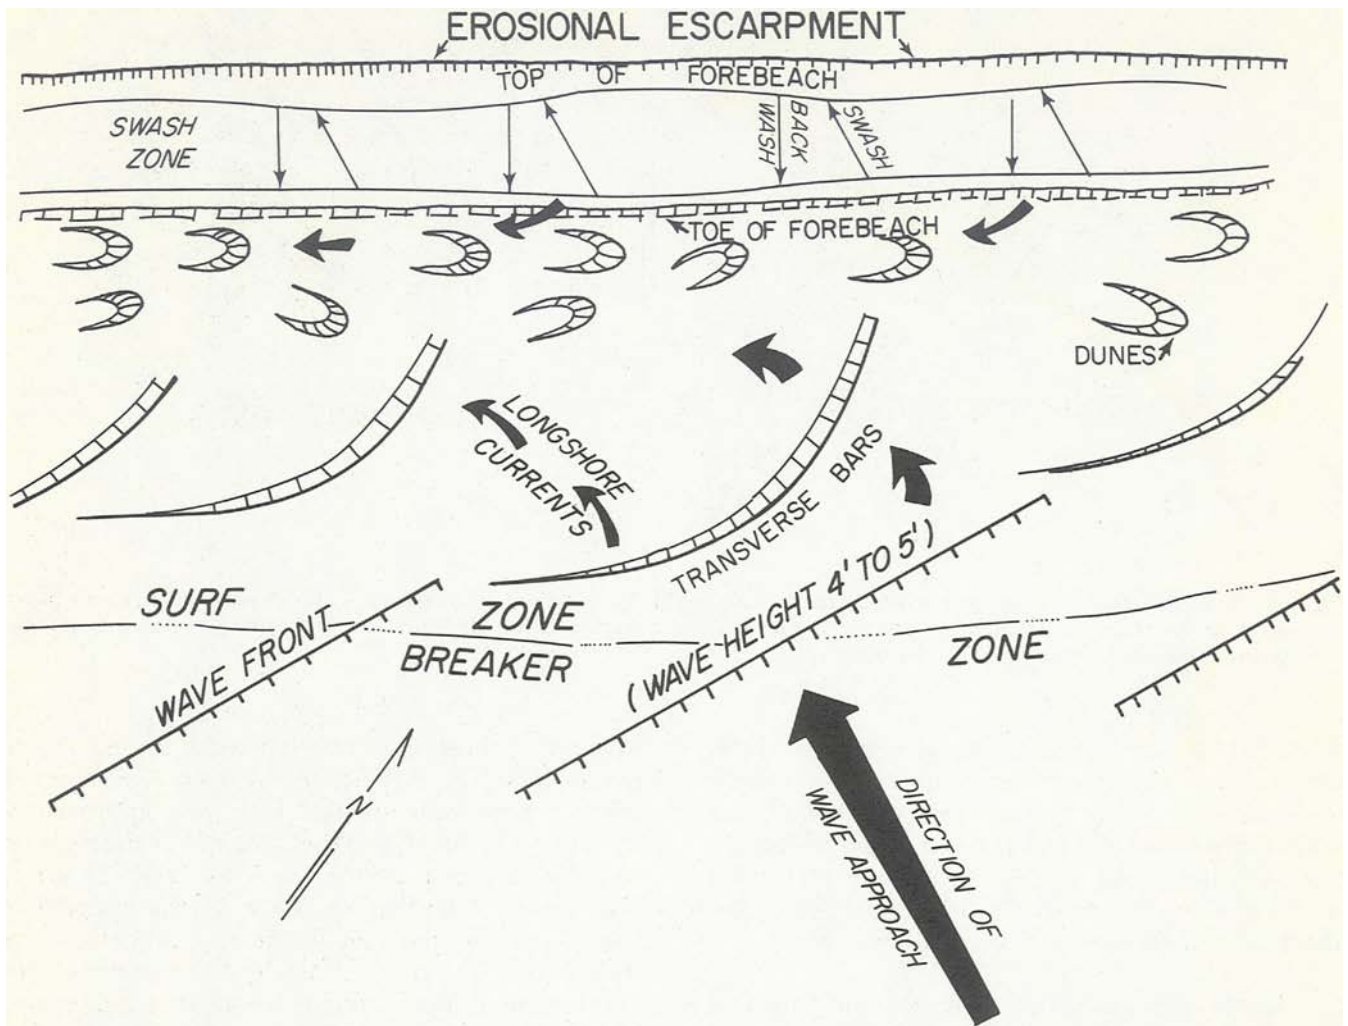 EROSIONAL ESCARPMENT
TOP OF FOREBEACH
SWASH
ZONE
BACK
WASH
SWASH
TOE OF FOREBEACH
DUNES
LONGSHORE
CURRENTS
TRANSVERSE BARS
SURF ZONE
WAVE FRONT
(WAVE HEIGHT 4' TO 5')
BREAKER ZONE
N
DIRECTION OF
WAVE APPROACH